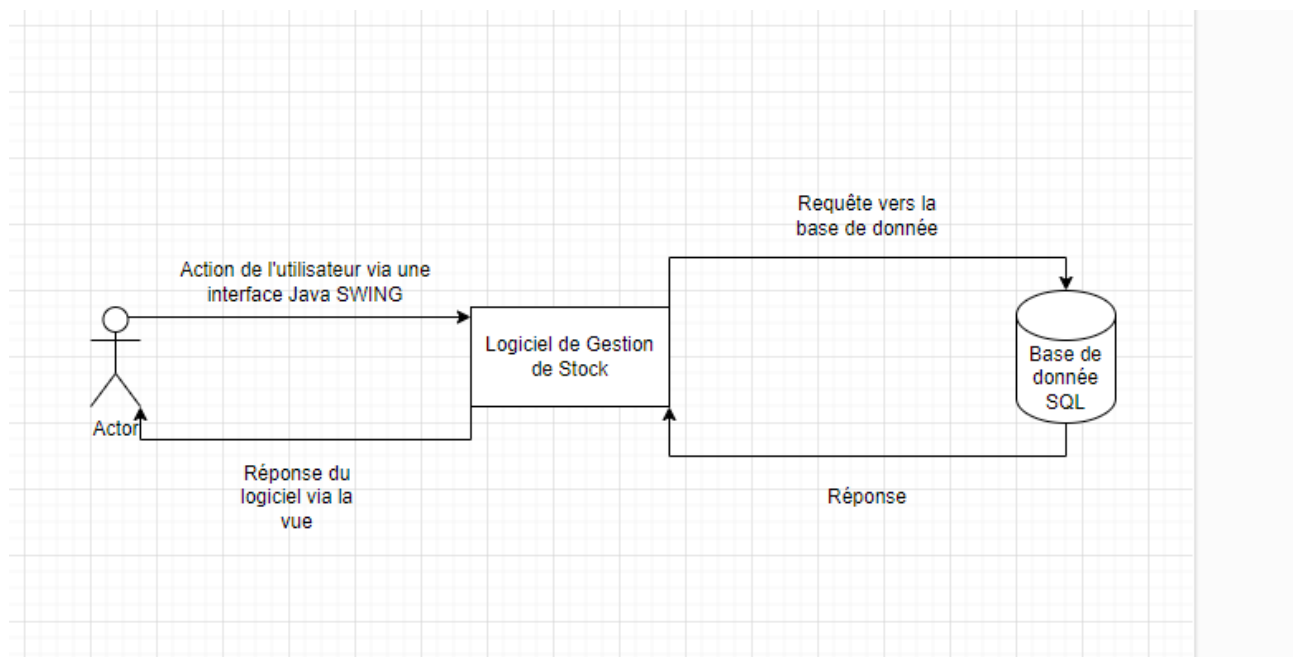 Requête vers la
base de donnée
Action de l'utilisateur via une
interface Java SWING
Logiciel de Gestion
de Stock
Base de
donnée
SQL
Actor
Réponse du
logiciel via la
vue
Réponse